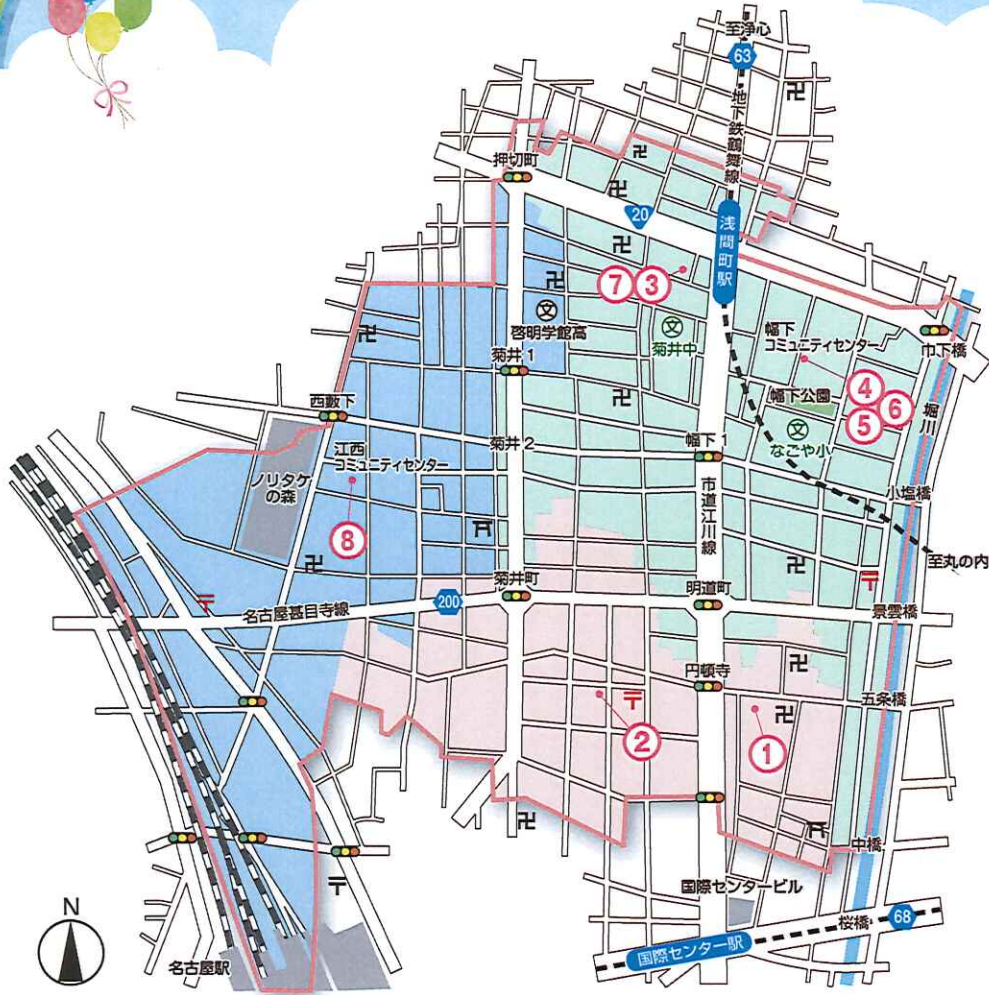 至浄心
63
地下鉄鶴舞線
押切町
20
浅間町駅
⑦ ③
啓明学館高
菊井中
菊井1
幅下
コミュニティセンター
巾下橋
④
⑥
⑤
幅下公園
堀川
西藪下
なごや小
菊井2
幅下1
江西
コミュニティセンター
ノリタケ
の森
小塩橋
市道江川線
⑧
至丸の内
菊井町
明道町
200
名古屋甚目寺線
景雲橋
円頓寺
五条橋
②
①
中橋
国際センタービル
桜橋
68
国際センター駅
N
名古屋駅